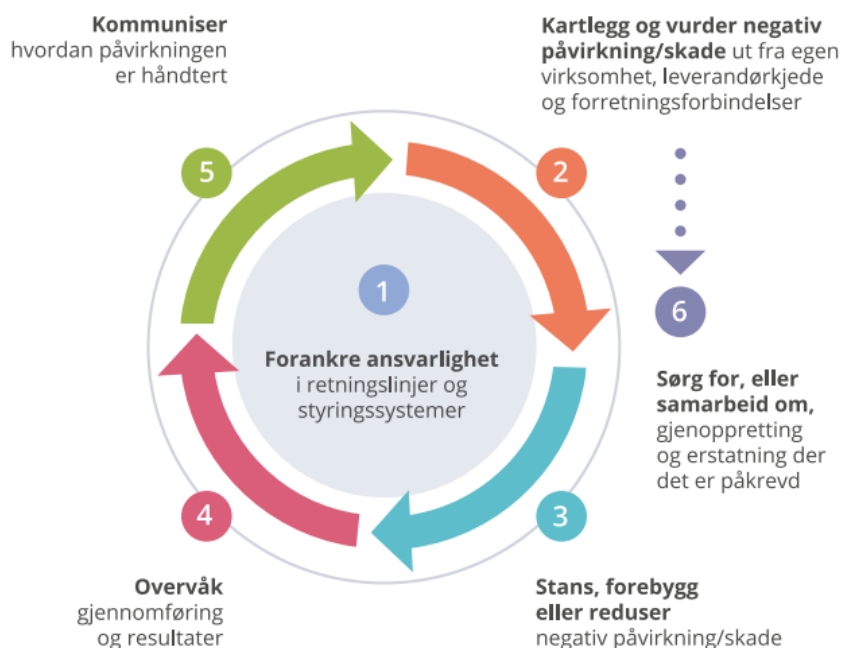 Kommuniser
hvordan påvirkningen
er håndtert
Kartlegg og vurder negativ
påvirkning/skade ut fra egen
virksomhet, leverandørkjede
og forretningsforbindelser
5
2
1
Forankre ansvarlighet
i retningslinjer og
styringssystemer
6
Sørg for, eller
samarbeid om,
gjenoppretting
og erstatning der
det er påkrevd
4
3
Overvåk
gjennomføring
og resultater
Stans, forebygg
eller reduser
negativ påvirkning/skade